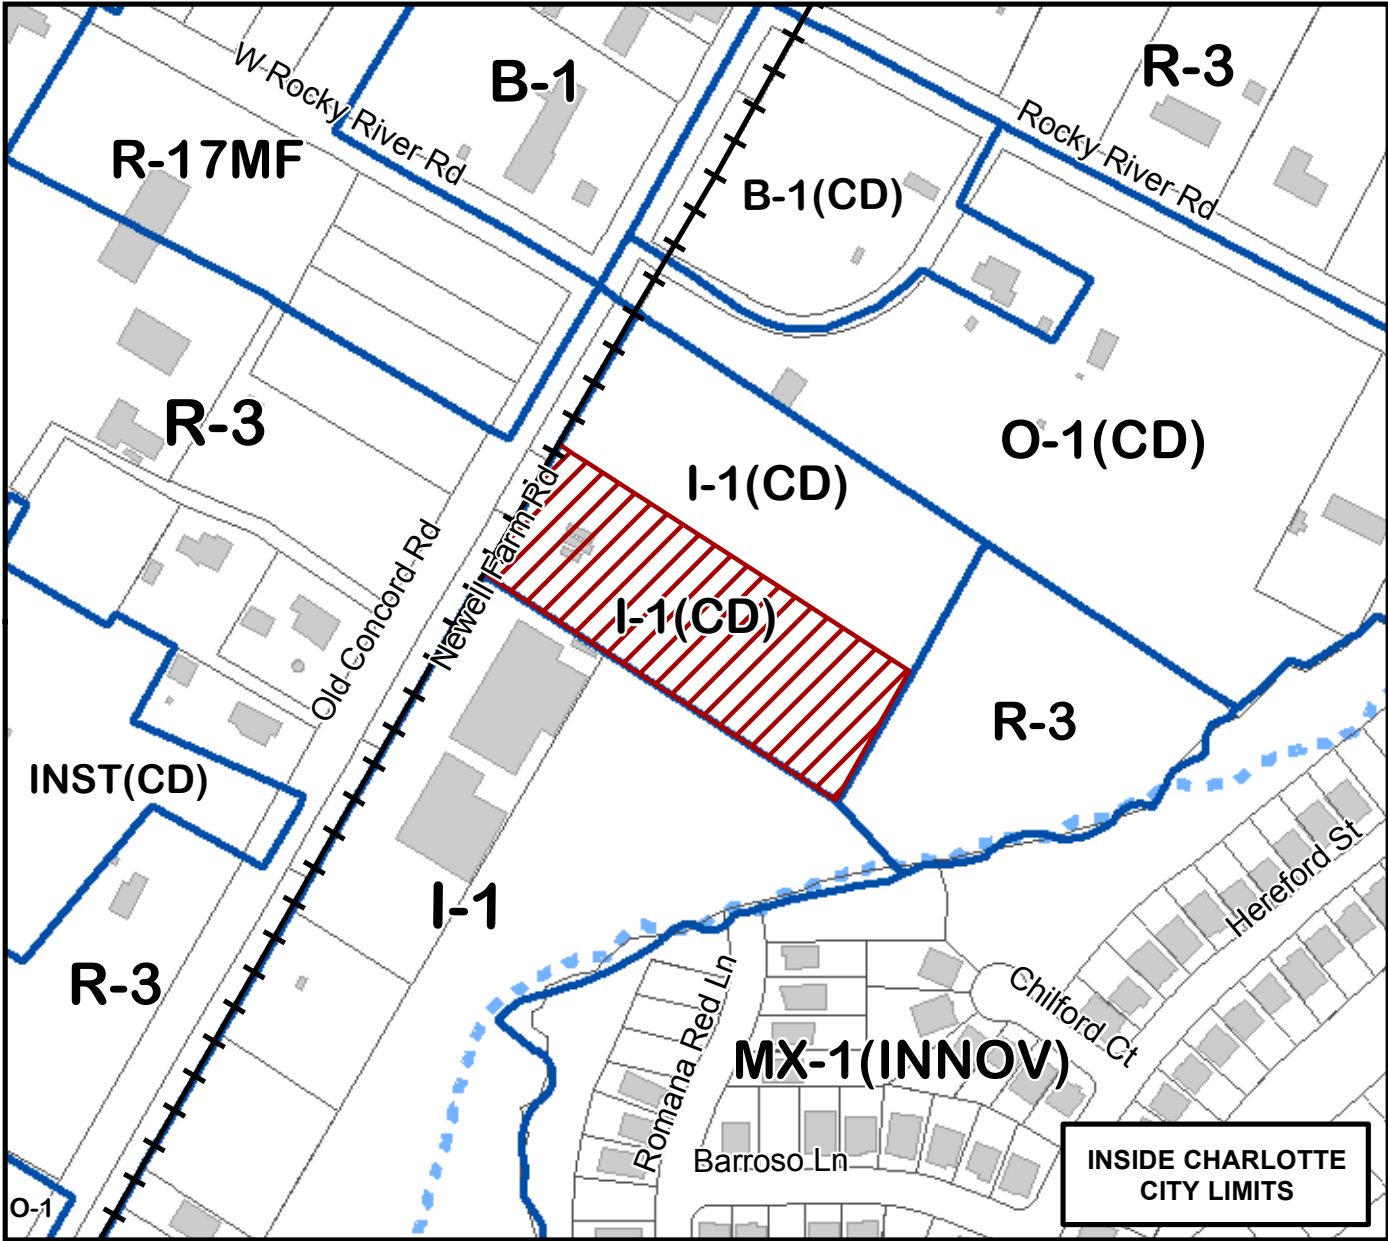 R-3
B-1
W Rocky River Rd
Rocky River Rd
R-17MF
B-1(CD)
R-3
O-1(CD)
I-1(CD)
Newell Farm Rd
Old Concord Rd
I-1(CD)
R-3
INST(CD)
Hereford St
I-1
R-3
Romana Red Ln
Chilford Ct
MX-1(INNOV)
Barroso Ln
INSIDE CHARLOTTE
CITY LIMITS
O-1